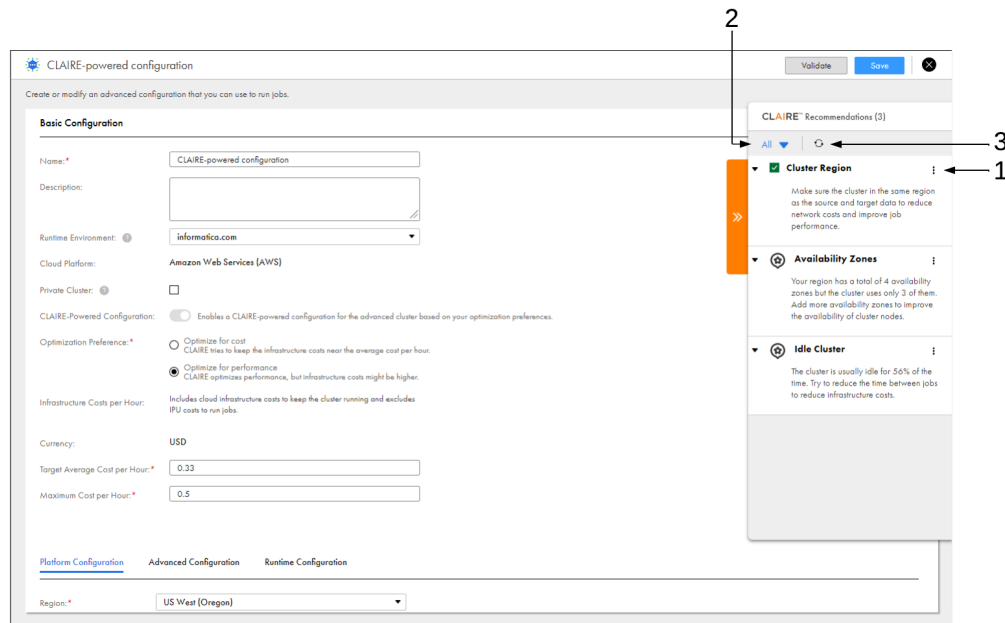 2
CLAIRE-powered configuration
Validate
Save
Create or modify an advanced configuration that you can use to run jobs.
Basic Configuration
Name:*
CLAIRE-powered configuration
Description:
Runtime Environment:
informatica.com
Cloud Platform:
Amazon Web Services (AWS)
Private Cluster:
CLAIRE-Powered Configuration:
Enables a CLAIRE-powered configuration for the advanced cluster based on your optimization preferences.
Optimization Preference:*
Optimize for cost
CLAIRE tries to keep the infrastructure costs near the average cost per hour.
Optimize for performance
CLAIRE optimizes performance, but infrastructure costs might be higher.
Infrastructure Costs per Hour:
Includes cloud infrastructure costs to keep the cluster running and excludes
IPU costs to run jobs.
Currency:
USD
Target Average Cost per Hour:*
0.33
Maximum Cost per Hour:*
0.5
Platform Configuration
Advanced Configuration
Runtime Configuration
Region:*
US West (Oregon)
CLAIRE™ Recommendations (3)
All
3
Cluster Region
1
Make sure the cluster in the same region
as the source and target data to reduce
network costs and improve job
performance.
Availability Zones
Your region has a total of 4 availability
zones but the cluster uses only 3 of them.
Add more availability zones to improve
the availability of cluster nodes.
Idle Cluster
The cluster is usually idle for 56% of the
time. Try to reduce the time between jobs
to reduce infrastructure costs.